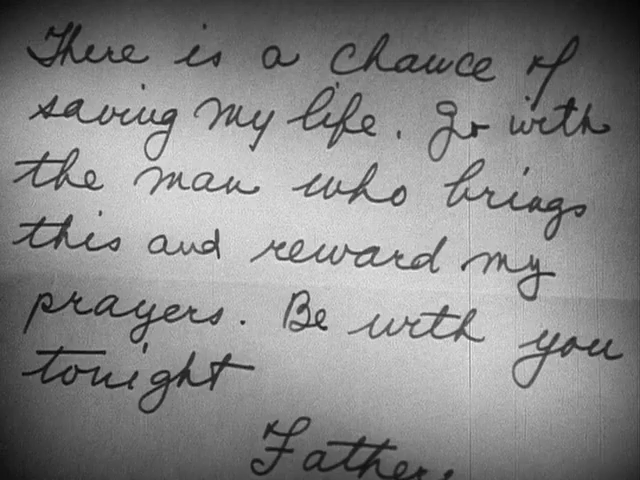 There is a chance of
saving my life. Go with
the man who brings
this and reward my
prayers. Be with you
tonight
Father.